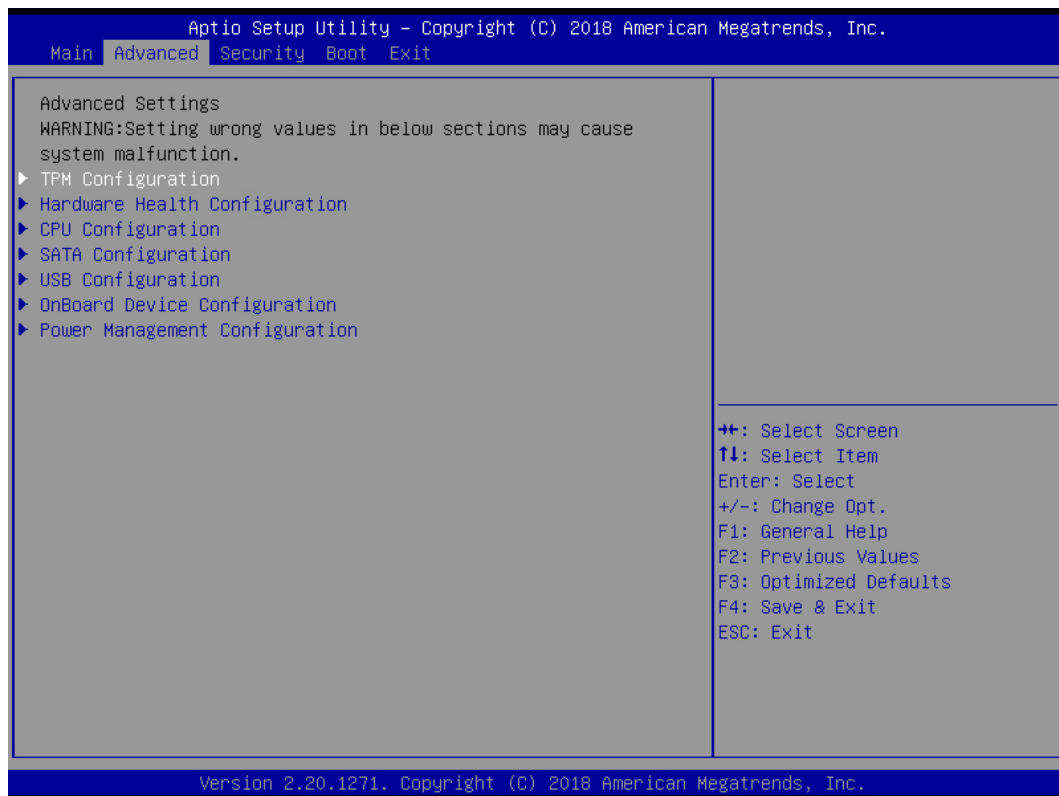 Aptio Setup Utility – Copyright (C) 2018 American Megatrends, Inc.
Main Advanced Security Boot Exit
Advanced Settings
WARNING:Setting wrong values in below sections may cause
system malfunction.
▶ TPM Configuration
▶ Hardware Health Configuration
▶ CPU Configuration
▶ SATA Configuration
▶ USB Configuration
▶ OnBoard Device Configuration
▶ Power Management Configuration
→←: Select Screen
↑↓: Select Item
Enter: Select
+/-: Change Opt.
F1: General Help
F2: Previous Values
F3: Optimized Defaults
F4: Save & Exit
ESC: Exit
Version 2.20.1271. Copyright (C) 2018 American Megatrends, Inc.